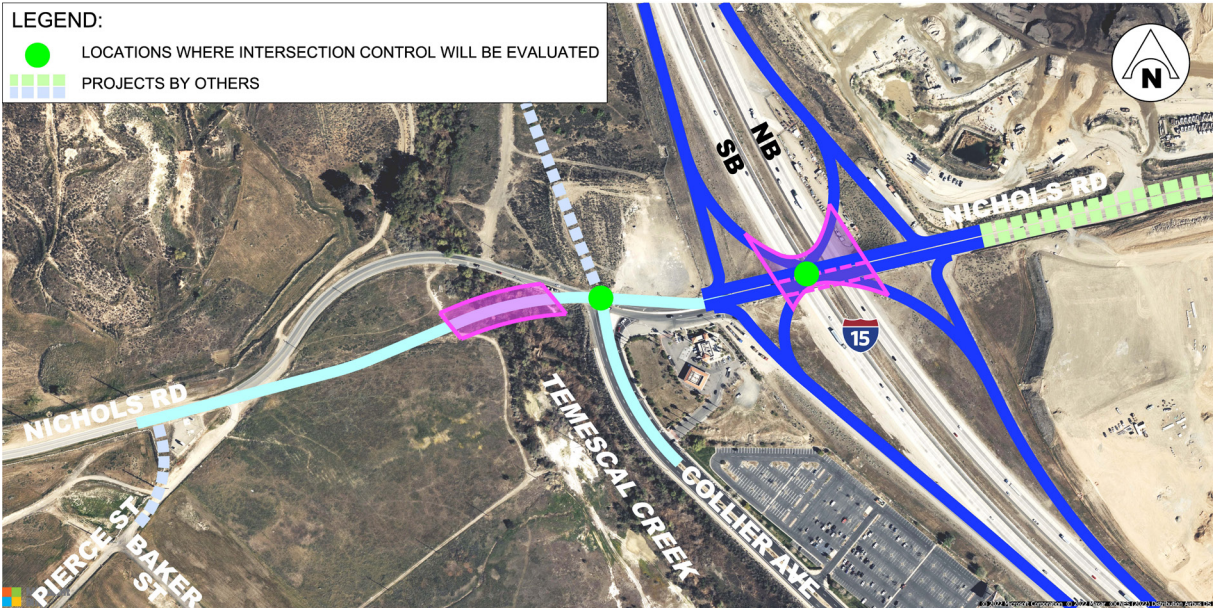 LEGEND:
LOCATIONS WHERE INTERSECTION CONTROL WILL BE EVALUATED
PROJECTS BY OTHERS
N
NB
SB
NICHOLS RD
15
NICHOLS RD
TEMESCAL CREEK
COLLIER AVE
PIERCE ST
BAKER
ST